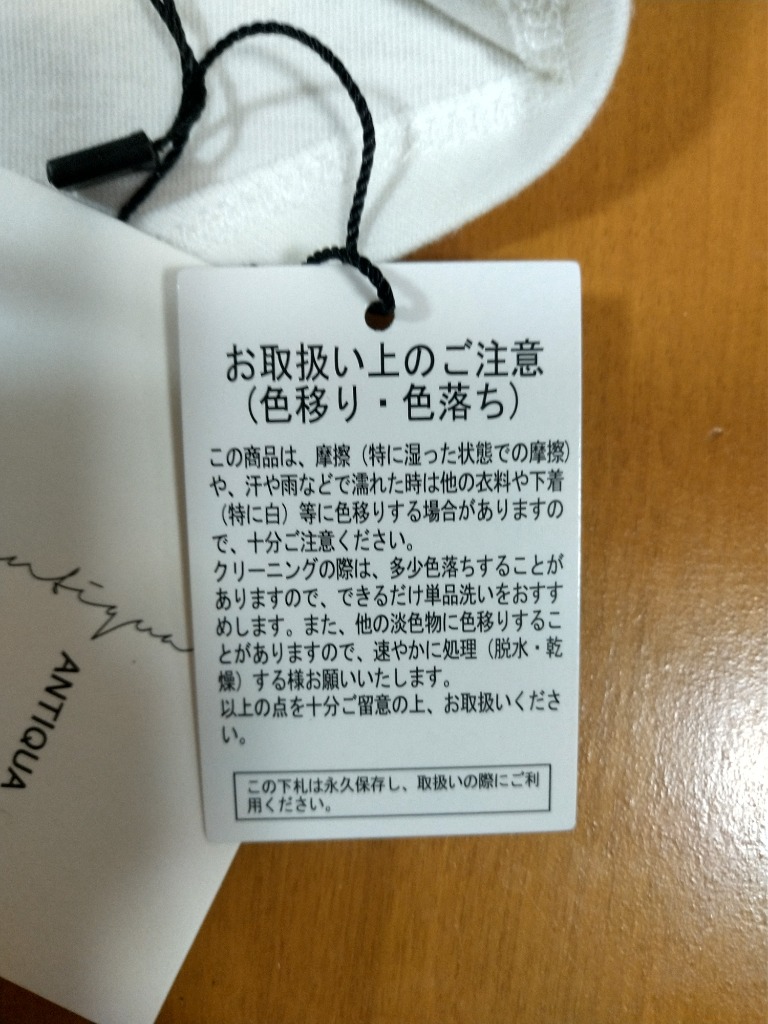 お取扱い上のご注意
(色移り・色落ち)
この商品は、摩擦（特に湿った状態での摩擦）
や、汗や雨などで濡れた時は他の衣料や下着
（特に白）等に色移りする場合がありますの
で、十分ご注意ください。
クリーニングの際は、多少色落ちすることが
ありますので、できるだけ単品洗いをおすす
めします。また、他の淡色物に色移りするこ
とがありますので、速やかに処理（脱水・乾
燥）する様お願いいたします。
以上の点を十分ご留意の上、お取扱いくださ
い。
この下札は永久保存し、取扱いの際にご利
用ください。
antiqua
ANTIQUA